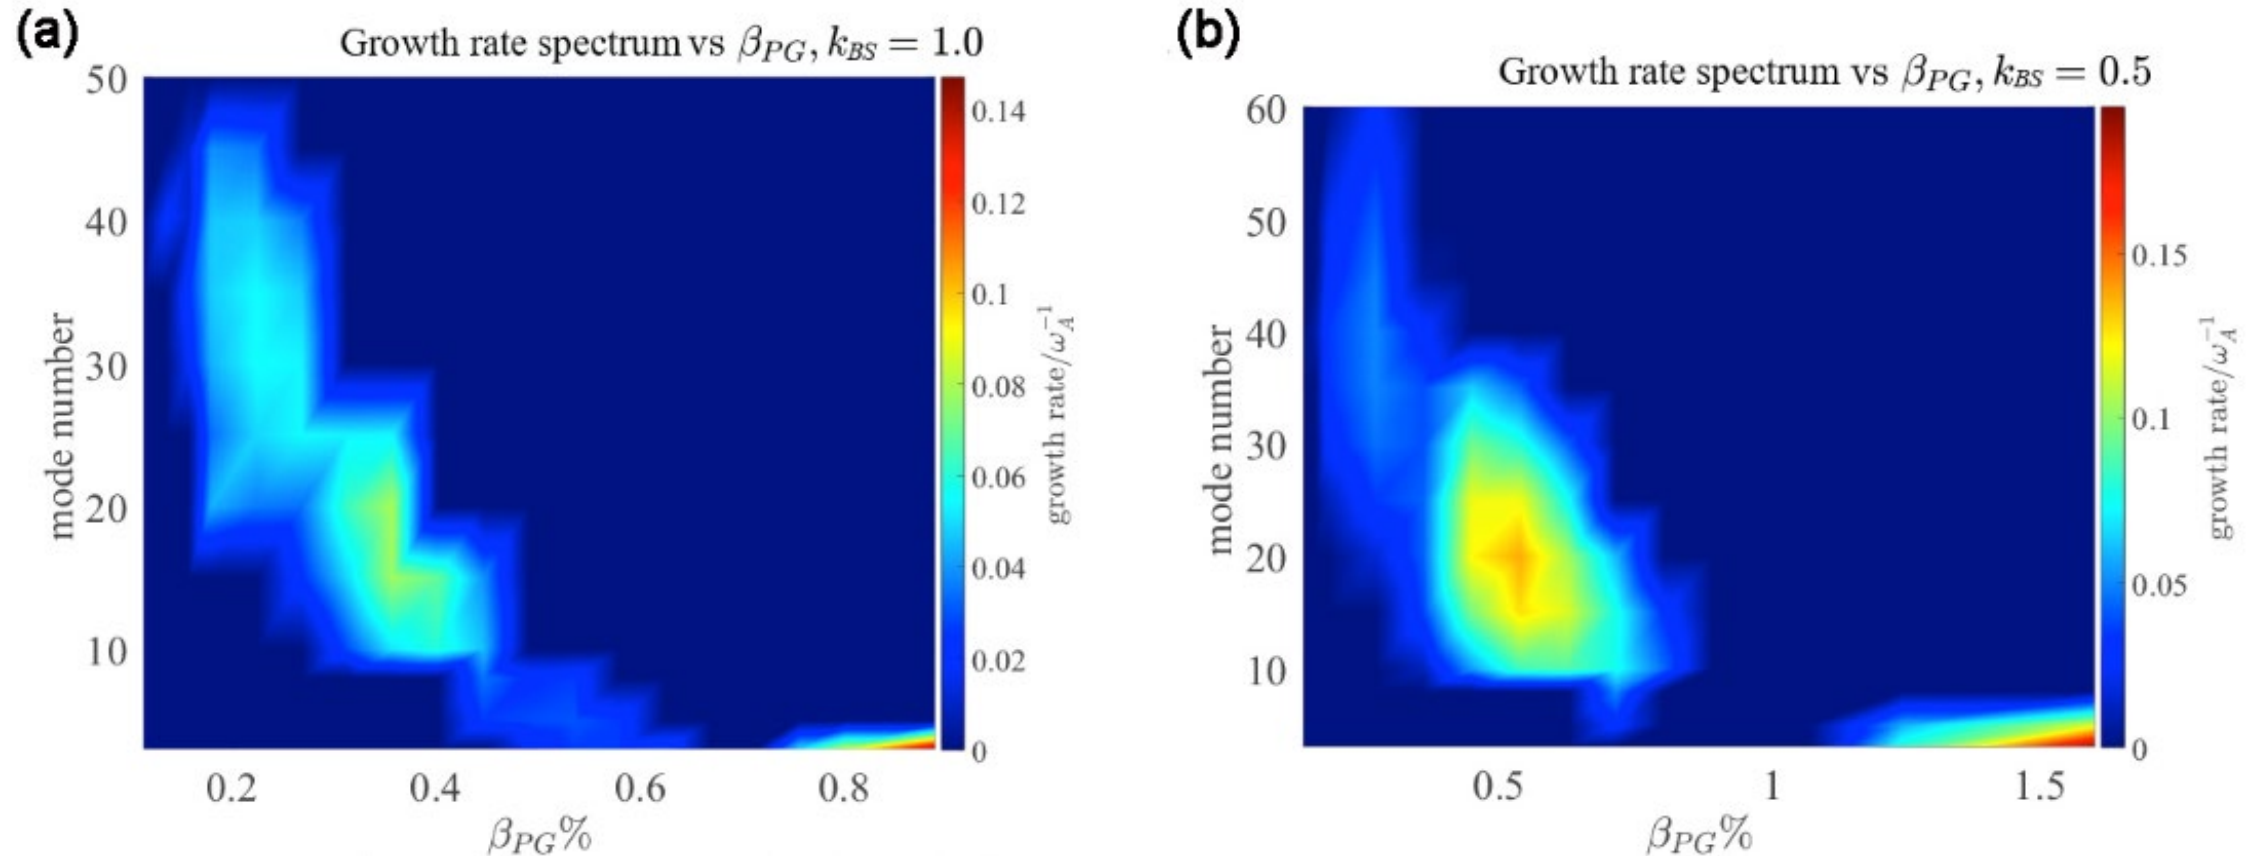 (a)
Growth rate spectrum vs β_PG, k_BS = 1.0
50
40
30
20
10
mode number
0.2 0.4 0.6 0.8
β_PG%
0.14
0.12
0.1
0.08
0.06
0.04
0.02
0
growth rate/ω_A^−1
(b)
Growth rate spectrum vs β_PG, k_BS = 0.5
60
50
40
30
20
10
mode number
0.5 1 1.5
β_PG%
0.15
0.1
0.05
0
growth rate/ω_A^−1